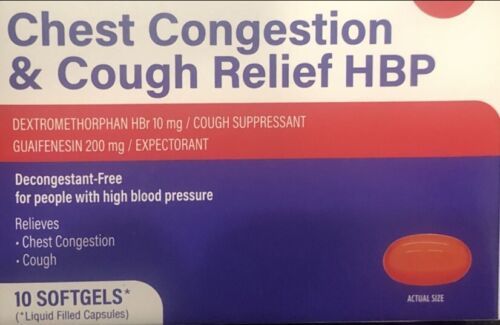 Chest Congestion
& Cough Relief HBP
DEXTROMETHORPHAN HBr 10 mg / COUGH SUPPRESSANT
GUAIFENESIN 200 mg / EXPECTORANT
Decongestant-Free
for people with high blood pressure
Relieves
• Chest Congestion
• Cough
10 SOFTGELS*
(*Liquid Filled Capsules)
ACTUAL SIZE